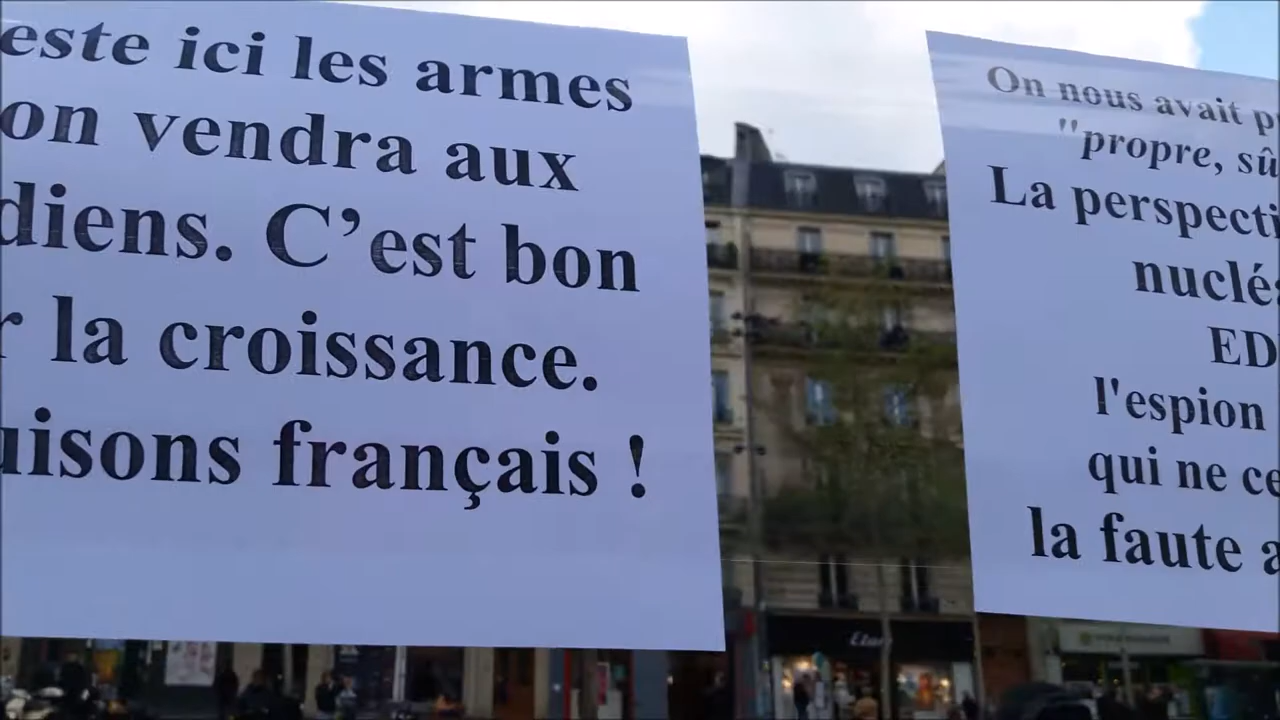 este ici les armes
on vendra aux
diens. C’est bon
r la croissance.
uisons français !
On nous avait p
"propre, sû
La perspecti
nuclé
ED
l'espion
qui ne ce
la faute a
Etam